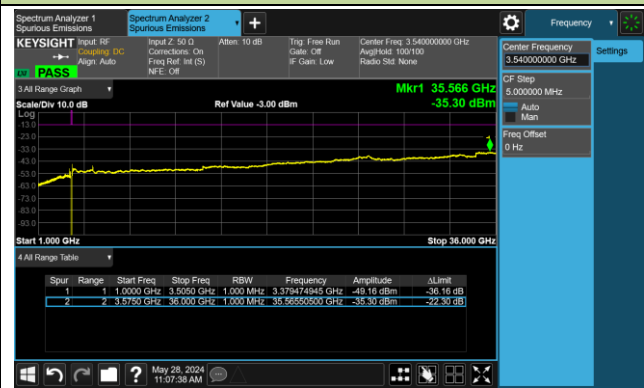 Spectrum Analyzer 1
Spurious Emissions
Spectrum Analyzer 2
Spurious Emissions
Frequency
KEYSIGHT
Input: RF
Coupling: DC
Align: Auto
Input Z: 50 Ω
Corrections: On
Freq Ref: Int (S)
NFE: Off
Atten: 10 dB
Trig: Free Run
Gate: Off
IF Gain: Low
Center Freq: 3.540000000 GHz
Avg|Hold: 100/100
Radio Std: None
PASS
3 All Range Graph
Mkr1 35.566 GHz
-35.30 dBm
Scale/Div 10.0 dB
Ref Value -3.00 dBm
Log
-13.0
-23.0
-33.0
-43.0
-53.0
-63.0
-73.0
-83.0
-93.0
Start 1.000 GHz
Stop 36.000 GHz
4 All Range Table
Spur Range Start Freq Stop Freq RBW Frequency Amplitude ΔLimit
1 1 1.0000 GHz 3.5050 GHz 1.000 MHz 3.379474945 GHz -49.16 dBm -36.16 dB
2 2 3.5750 GHz 36.000 GHz 1.000 MHz 35.56550500 GHz -35.30 dBm -22.30 dB
May 28, 2024
11:07:38 AM
Center Frequency
3.540000000 GHz
Settings
CF Step
5.000000 MHz
Auto
Man
Freq Offset
0 Hz